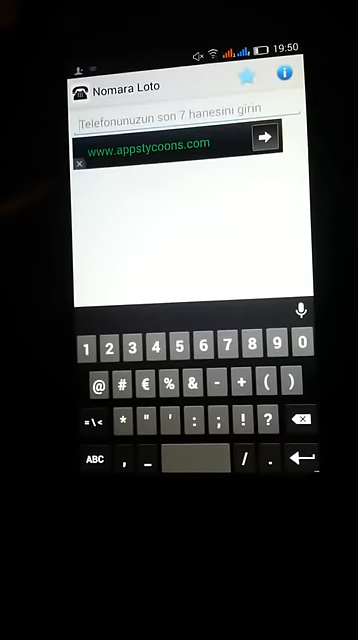 19:50
Nomara Loto
Telefonunuzun son 7 hanesini girin
www.appstycoons.com
1 2 3 4 5 6 7 8 9 0
@ # € % & - + ( )
=\< * " ' : ; ! ?
ABC , _ / .